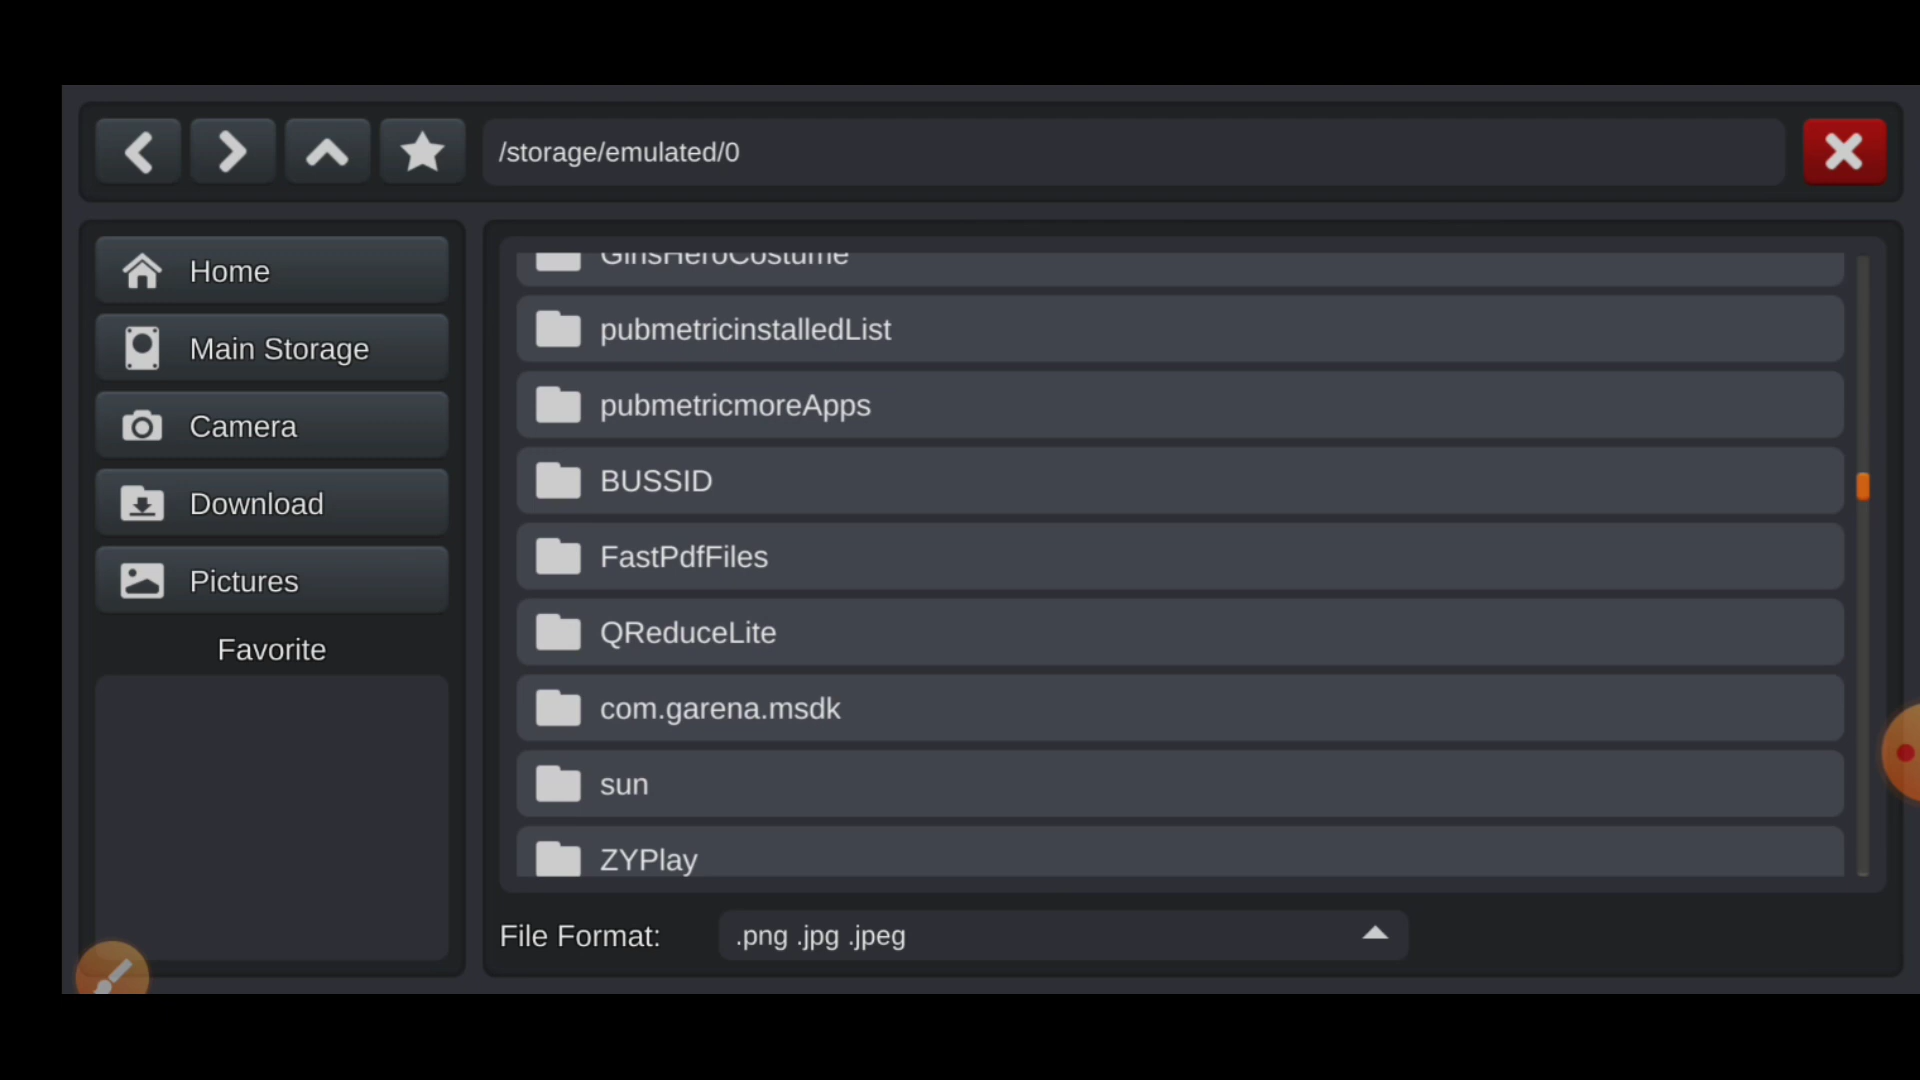 /storage/emulated/0
Home
Main Storage
Camera
Download
Pictures
Favorite
GirlsHeroCostume
pubmetricinstalledList
pubmetricmoreApps
BUSSID
FastPdfFiles
QReduceLite
com.garena.msdk
sun
ZYPlay
File Format:
.png .jpg .jpeg